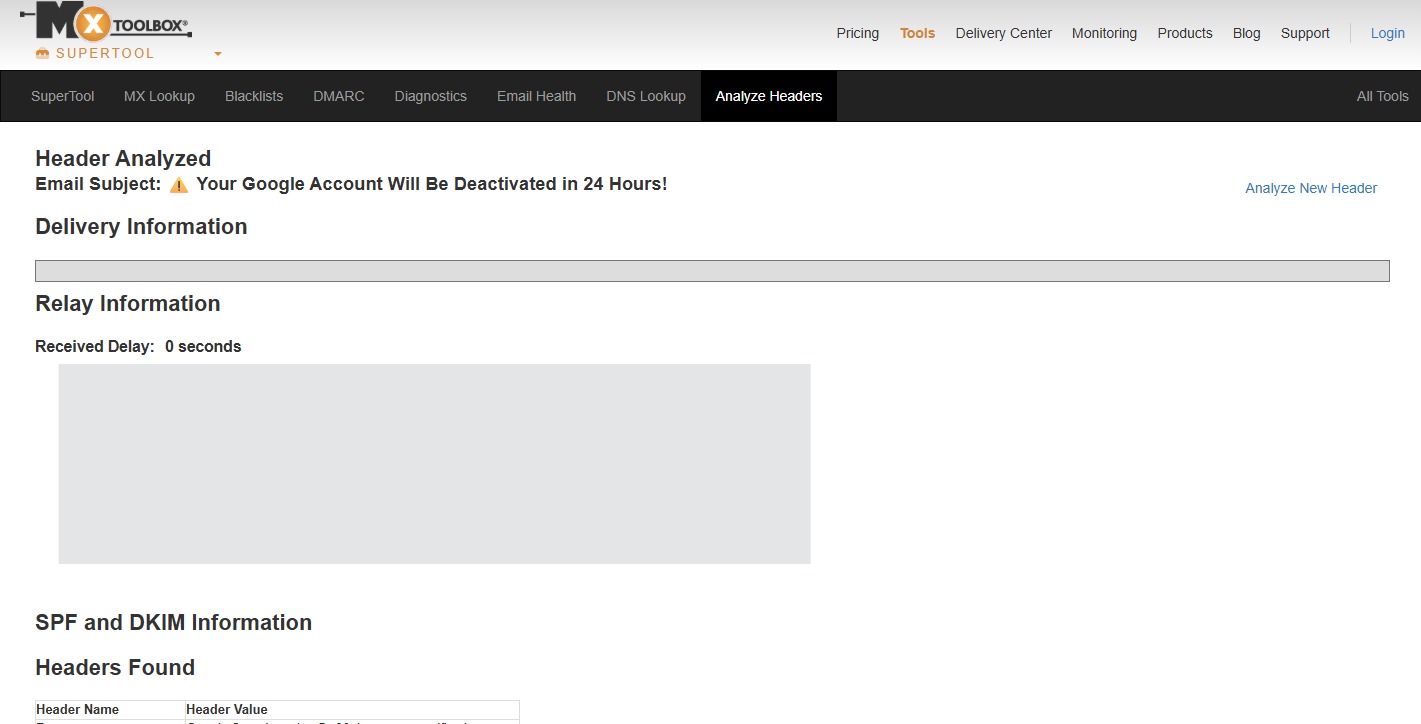 MX TOOLBOX®
SUPERTOOL
Pricing Tools Delivery Center Monitoring Products Blog Support Login
SuperTool MX Lookup Blacklists DMARC Diagnostics Email Health DNS Lookup Analyze Headers All Tools
Header Analyzed
Email Subject: ⚠ Your Google Account Will Be Deactivated in 24 Hours!
Analyze New Header
Delivery Information
Relay Information
Received Delay: 0 seconds
SPF and DKIM Information
Headers Found
Header Name Header Value